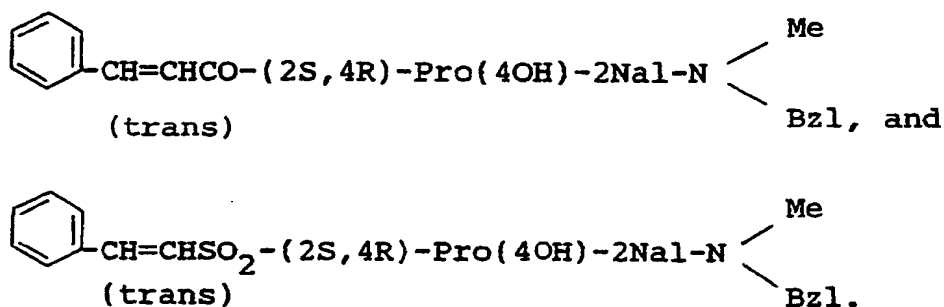 Me
CH=CHCO-(2S,4R)-Pro(4OH)-2Nal-N
(trans)
Bzl, and
Me
CH=CHSO2-(2S,4R)-Pro(4OH)-2Nal-N
(trans)
Bzl.